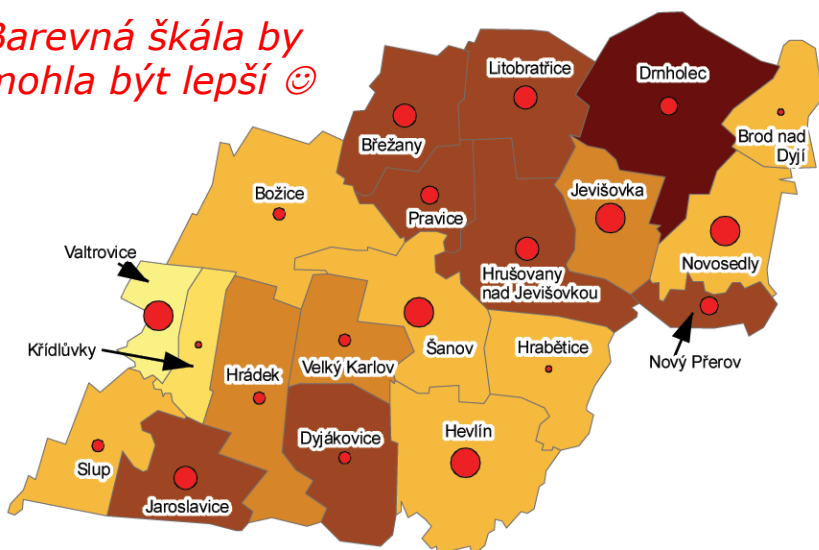 Barevná škála by
mohla být lepší ☺
Litobratřice
Drnholec
Břežany
Brod nad
Dyjí
Božice
Pravice
Jevišovka
Valtrovice
Novosedly
Hrušovany
nad Jevišovkou
Křídlůvky
Šanov
Hrabětice
Nový Přerov
Velký Karlov
Hrádek
Dyjákovice
Hevlín
Slup
Jaroslavice